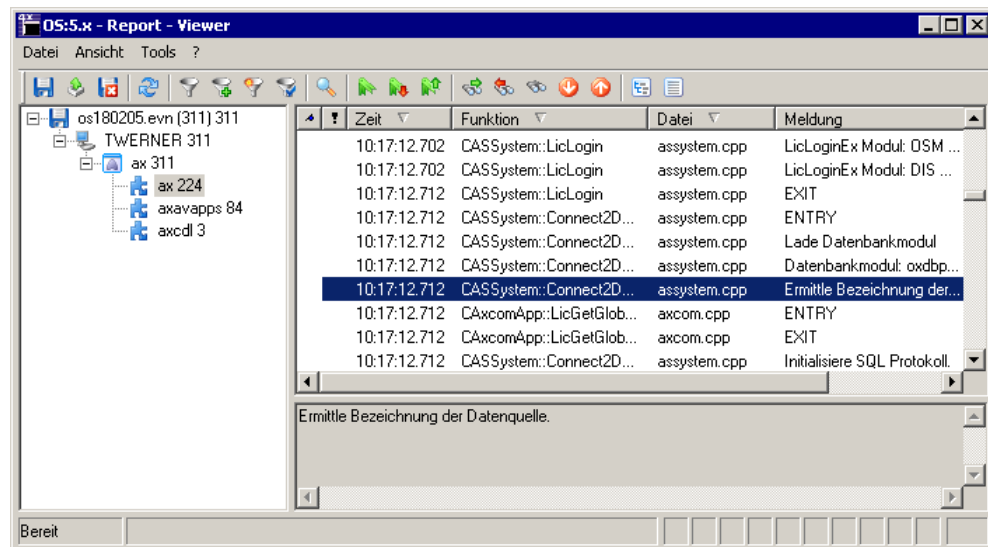 OS:5.x - Report - Viewer
Datei Ansicht Tools ?
os180205.evn (311) 311
TWERNER 311
ax 311
ax 224
axavapps 84
axcdl 3
! Zeit Funktion Datei Meldung
10:17:12.702 CASSystem::LicLogin assystem.cpp LicLoginEx Modul: OSM ...
10:17:12.702 CASSystem::LicLogin assystem.cpp LicLoginEx Modul: DIS ...
10:17:12.702 CASSystem::LicLogin assystem.cpp EXIT
10:17:12.712 CASSystem::Connect2D... assystem.cpp ENTRY
10:17:12.712 CASSystem::Connect2D... assystem.cpp Lade Datenbankmodul
10:17:12.712 CASSystem::Connect2D... assystem.cpp Datenbankmodul: oxdbp...
10:17:12.712 CASSystem::Connect2D... assystem.cpp Ermittle Bezeichnung der...
10:17:12.712 CAxcomApp::LicGetGlob... axcom.cpp ENTRY
10:17:12.712 CAxcomApp::LicGetGlob... axcom.cpp EXIT
10:17:12.712 CASSystem::Connect2D... assystem.cpp Initialisiere SQL Protokoll.
Ermittle Bezeichnung der Datenquelle.
Bereit